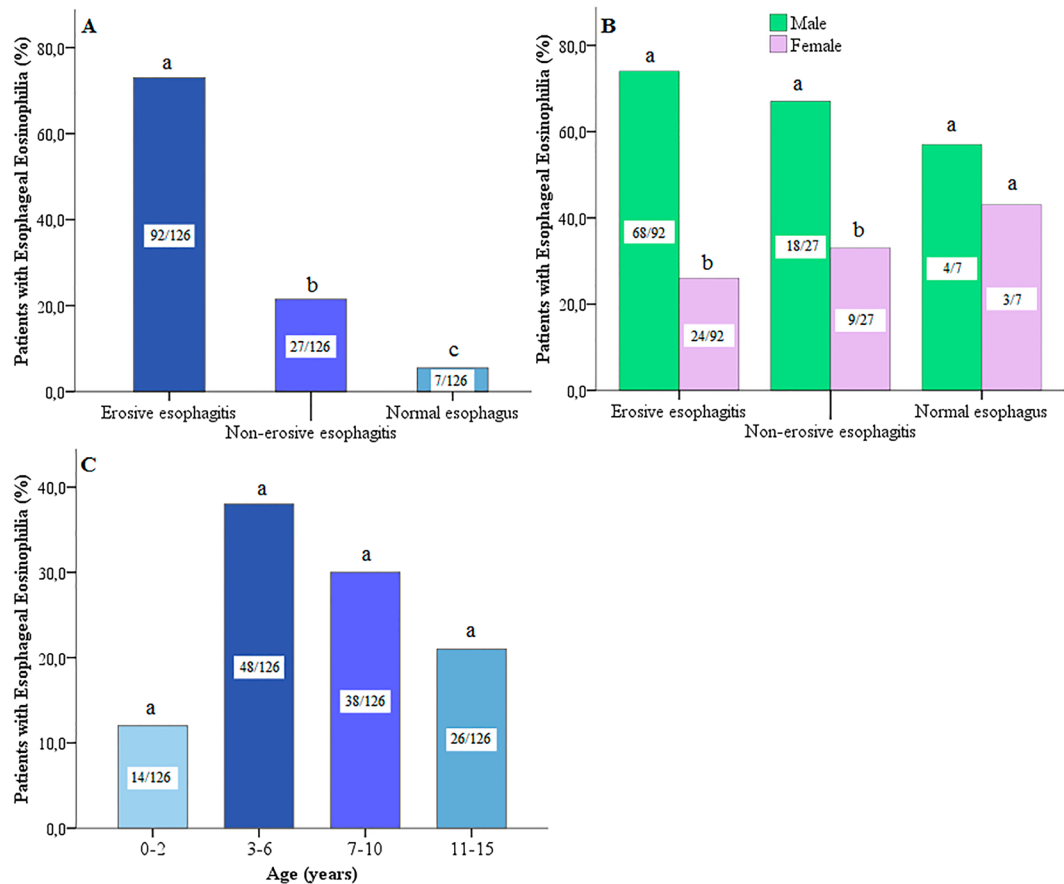 A
Patients with Esophageal Eosinophilia (%)
80,0
60,0
40,0
20,0
0,0
a
b
c
92/126
27/126
7/126
Erosive esophagitis
Non-erosive esophagitis
Normal esophagus
B
Male
Female
Patients with Esophageal Eosinophilia (%)
80,0
60,0
40,0
20,0
0,0
a
b
a
b
a
a
68/92
24/92
18/27
9/27
4/7
3/7
Erosive esophagitis
Non-erosive esophagitis
Normal esophagus
C
Patients with Esophageal Eosinophilia (%)
40,0
30,0
20,0
10,0
0,0
a
a
a
a
14/126
48/126
38/126
26/126
0-2
3-6
7-10
11-15
Age (years)